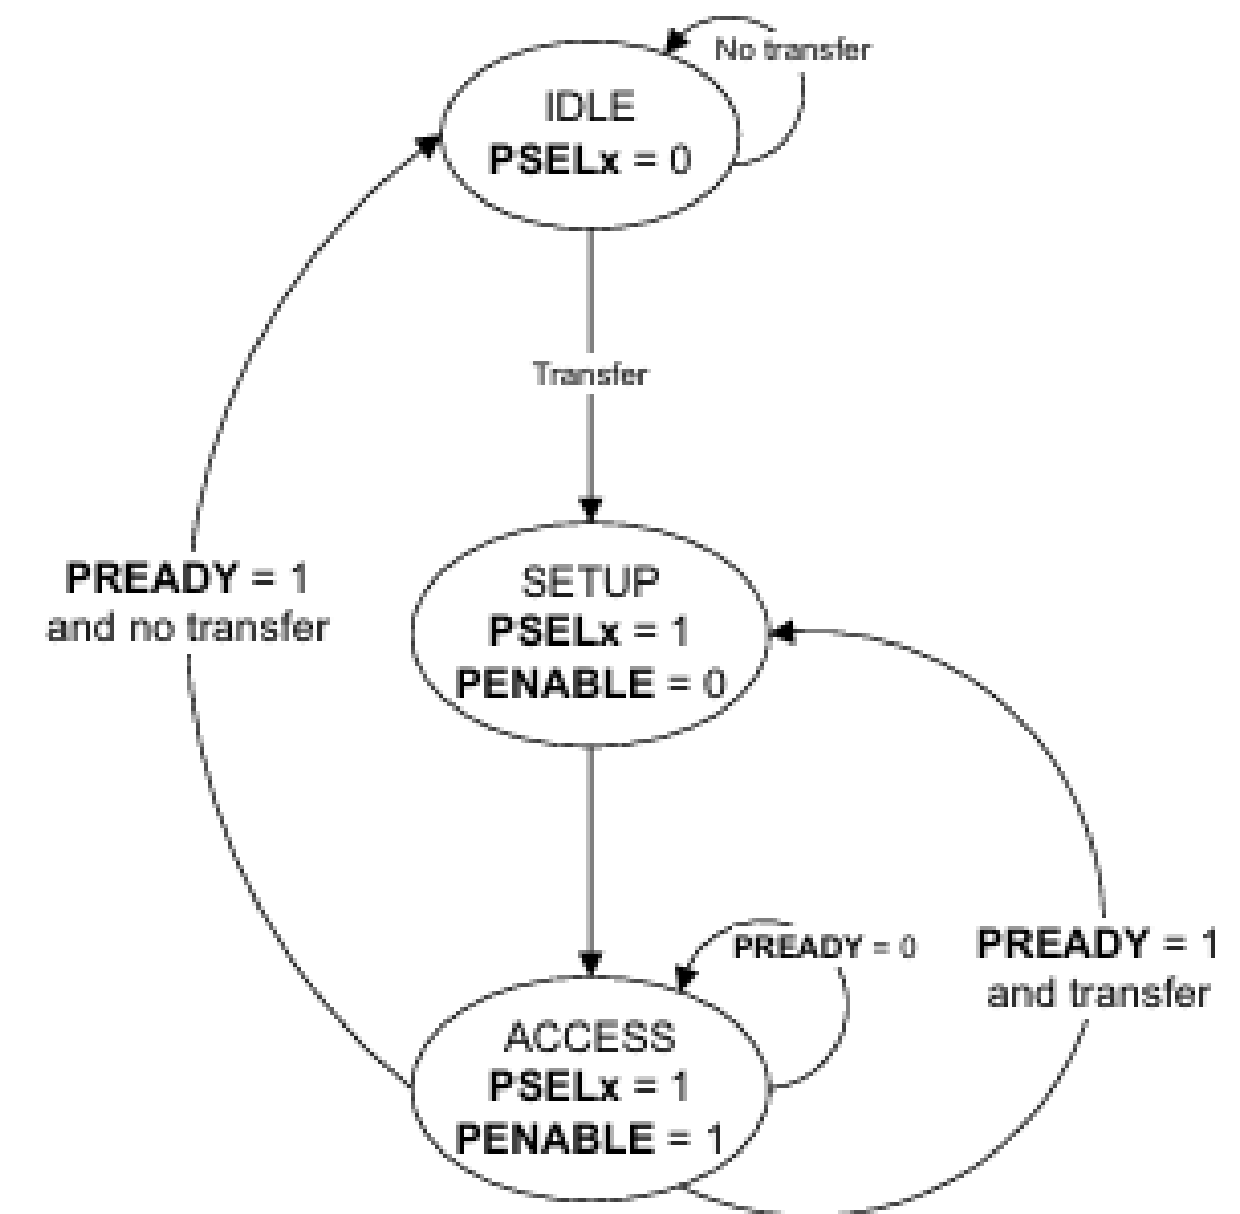 No transfer
IDLE
PSELx = 0
Transfer
PREADY = 1
and no transfer
SETUP
PSELx = 1
PENABLE = 0
PREADY = 0
PREADY = 1
and transfer
ACCESS
PSELx = 1
PENABLE = 1